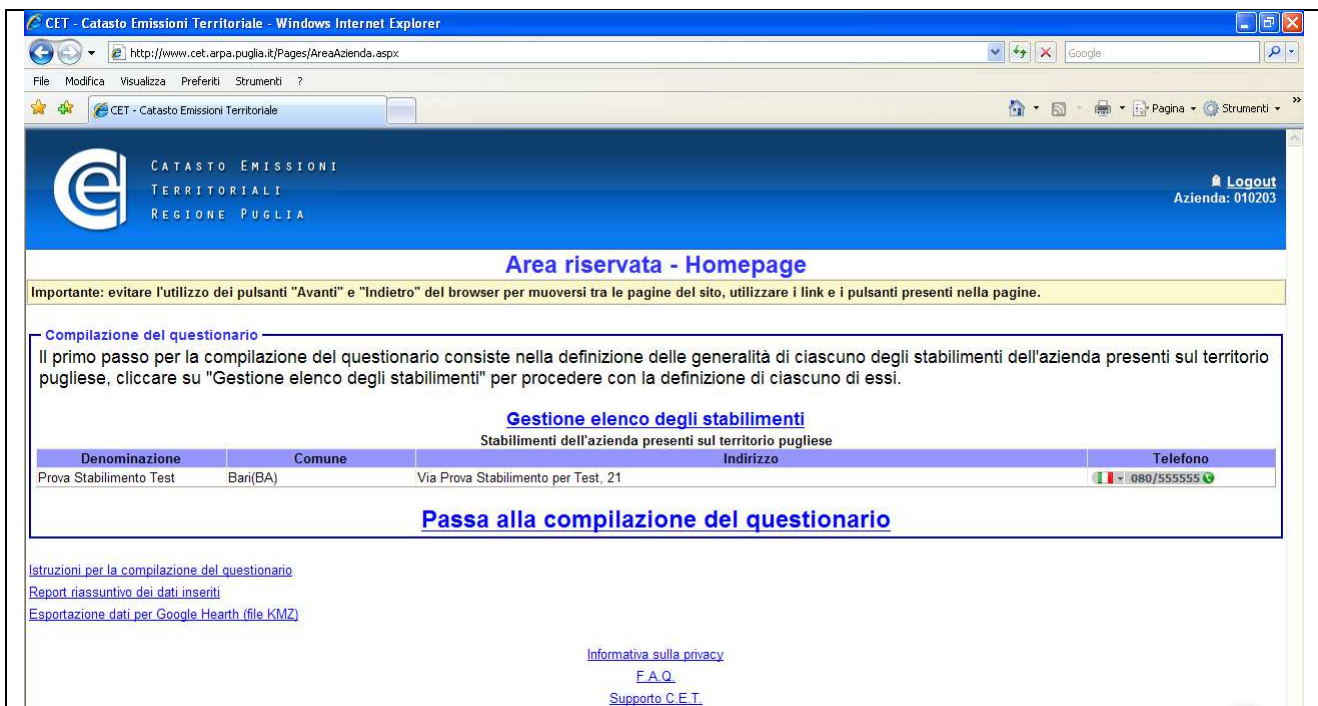 CET - Catasto Emissioni Territoriale - Windows Internet Explorer
http://www.cet.arpa.puglia.it/Pages/AreaAzienda.aspx
Google
File Modifica Visualizza Preferiti Strumenti ?
CET - Catasto Emissioni Territoriale
Pagina Strumenti »
CATASTO EMISSIONI
TERRITORIALI
REGIONE PUGLIA
Logout
Azienda: 010203
Area riservata - Homepage
Importante: evitare l'utilizzo dei pulsanti "Avanti" e "Indietro" del browser per muoversi tra le pagine del sito, utilizzare i link e i pulsanti presenti nella pagine.
Compilazione del questionario
Il primo passo per la compilazione del questionario consiste nella definizione delle generalità di ciascuno degli stabilimenti dell'azienda presenti sul territorio
pugliese, cliccare su "Gestione elenco degli stabilimenti" per procedere con la definizione di ciascuno di essi.
Gestione elenco degli stabilimenti
Stabilimenti dell'azienda presenti sul territorio pugliese
Denominazione Comune Indirizzo Telefono
Prova Stabilimento Test Bari(BA) Via Prova Stabilimento per Test, 21 080/555555
Passa alla compilazione del questionario
Istruzioni per la compilazione del questionario
Report riassuntivo dei dati inseriti
Esportazione dati per Google Hearth (file KMZ)
Informativa sulla privacy
F.A.Q.
Supporto C.E.T.